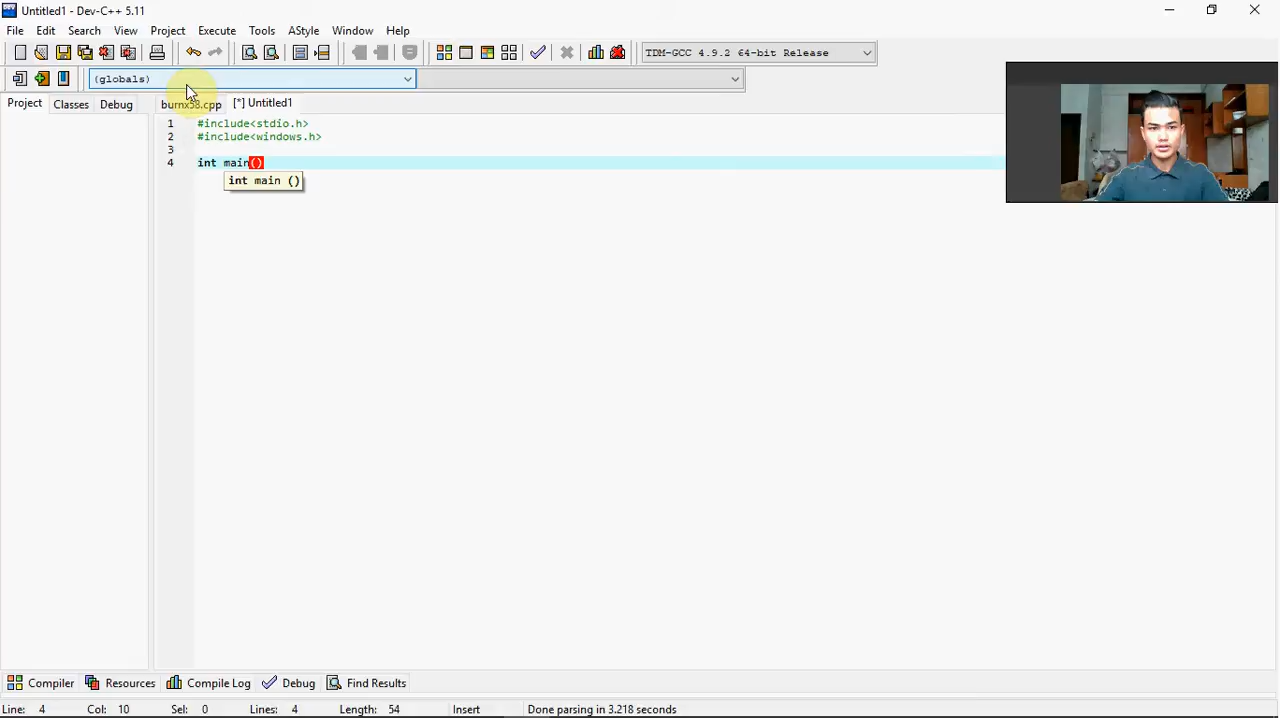 Untitled1 - Dev-C++ 5.11
File Edit Search View Project Execute Tools AStyle Window Help
TDM-GCC 4.9.2 64-bit Release
(globals)
Project Classes Debug burnx58.cpp [*] Untitled1
1 #include<stdio.h>
2 #include<windows.h>
3
4 int main()
int main ()
Compiler Resources Compile Log Debug Find Results
Line: 4 Col: 10 Sel: 0 Lines: 4 Length: 54 Insert Done parsing in 3.218 seconds